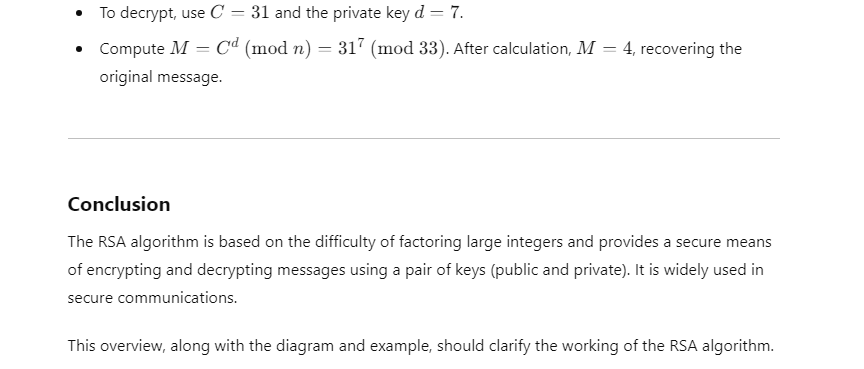 • To decrypt, use C = 31 and the private key d = 7.
• Compute M = C^d (mod n) = 31^7 (mod 33). After calculation, M = 4, recovering the
original message.
Conclusion
The RSA algorithm is based on the difficulty of factoring large integers and provides a secure means
of encrypting and decrypting messages using a pair of keys (public and private). It is widely used in
secure communications.
This overview, along with the diagram and example, should clarify the working of the RSA algorithm.